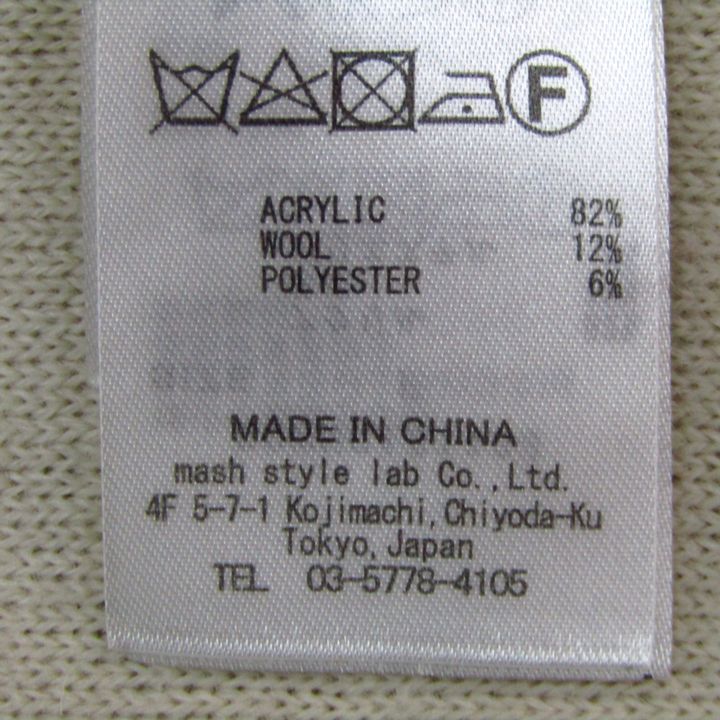 F
ACRYLIC 82%
WOOL 12%
POLYESTER 6%
MADE IN CHINA
mash style lab Co.,Ltd.
4F 5-7-1 Kojimachi,Chiyoda-Ku
Tokyo,Japan
TEL 03-5778-4105